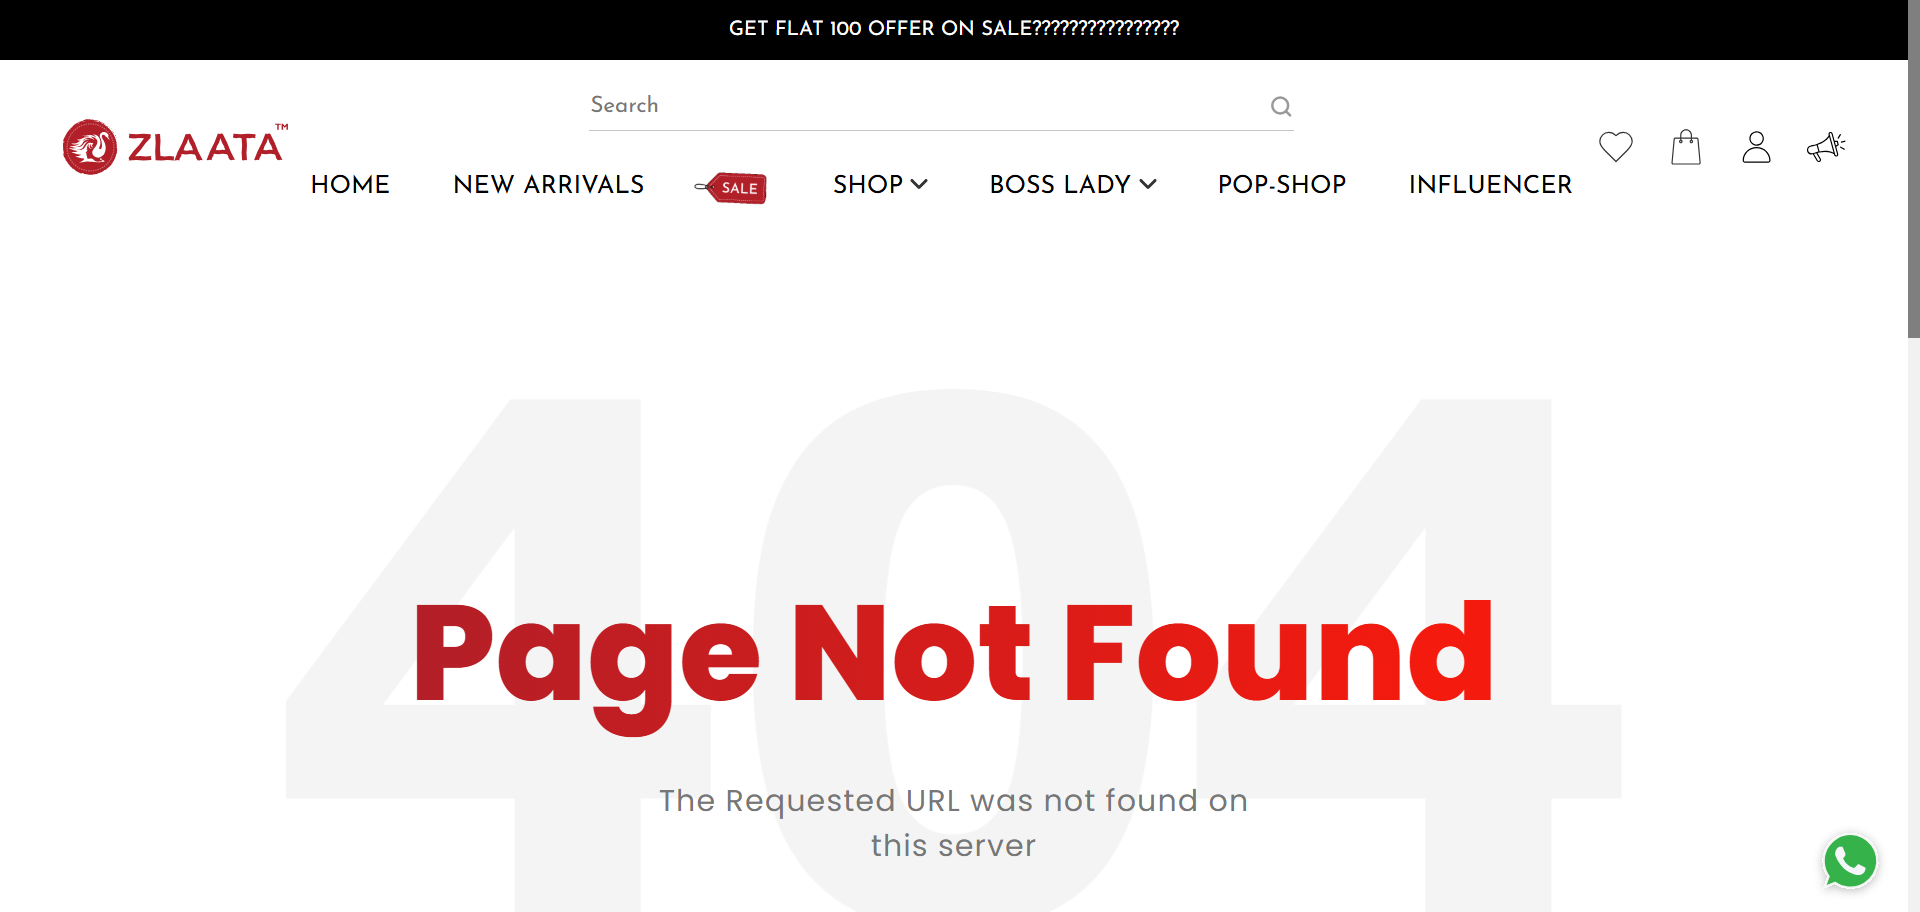 GET FLAT 100 OFFER ON SALE????????????????
Search
ZLAATA™
HOME NEW ARRIVALS SALE SHOP BOSS LADY POP-SHOP INFLUENCER
404
Page Not Found
The Requested URL was not found on
this server